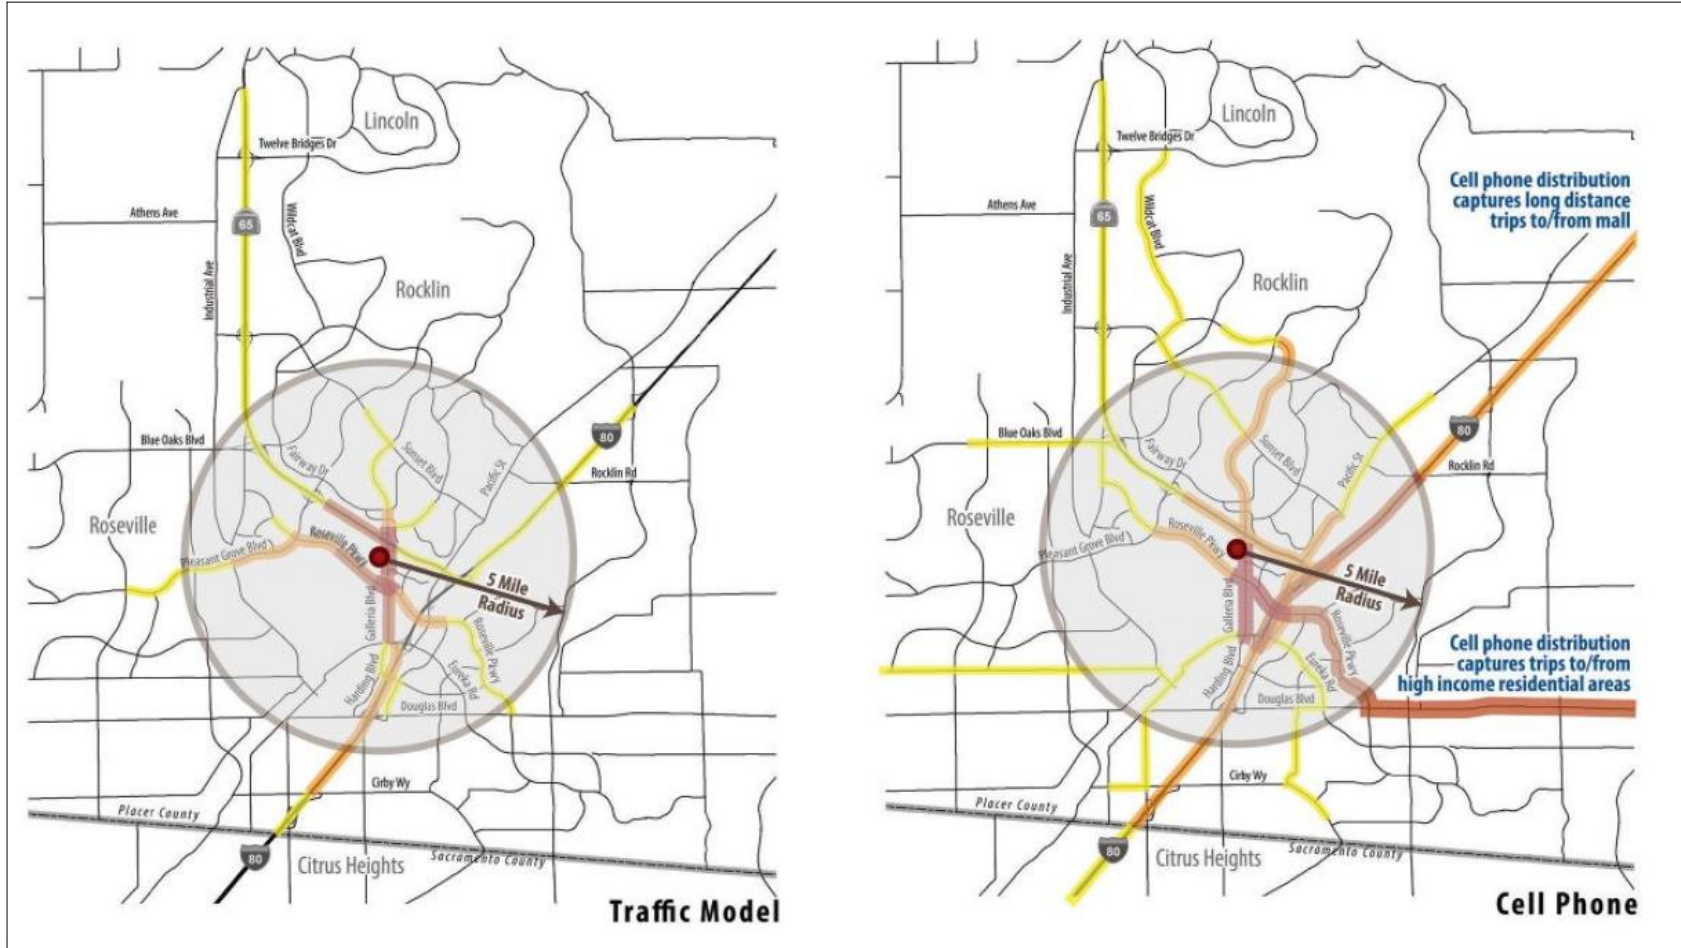 Lincoln
Twelve Bridges Dr
65
Athens Ave
Wildcat Blvd
Industrial Ave
Rocklin
80
Blue Oaks Blvd
Fairway Dr
Sunset Blvd
Pacific St
Rocklin Rd
Roseville
Pleasant Grove Blvd
Roseville Pkwy
5 Mile
Radius
Galleria Blvd
Harding Blvd
Eureka Rd
Roseville Pkwy
Douglas Blvd
Cirby Wy
Placer County
Sacramento County
80
Citrus Heights
Traffic Model
Lincoln
Twelve Bridges Dr
Cell phone distribution
captures long distance
trips to/from mall
65
Athens Ave
Wildcat Blvd
Industrial Ave
Rocklin
80
Blue Oaks Blvd
Fairway Dr
Sunset Blvd
Pacific St
Rocklin Rd
Roseville
Pleasant Grove Blvd
Roseville Pkwy
5 Mile
Radius
Galleria Blvd
Harding Blvd
Eureka Rd
Roseville Pkwy
Cell phone distribution
captures trips to/from
high income residential areas
Douglas Blvd
Cirby Wy
Placer County
Sacramento County
80
Citrus Heights
Cell Phone